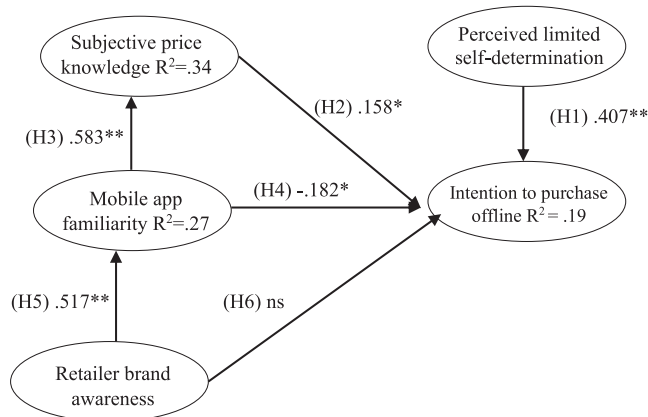 Subjective price
knowledge R²=.34
Perceived limited
self-determination
(H2) .158*
(H1) .407**
(H3) .583**
Mobile app
familiarity R²=.27
(H4) -.182*
Intention to purchase
offline R² = .19
(H5) .517**
(H6) ns
Retailer brand
awareness